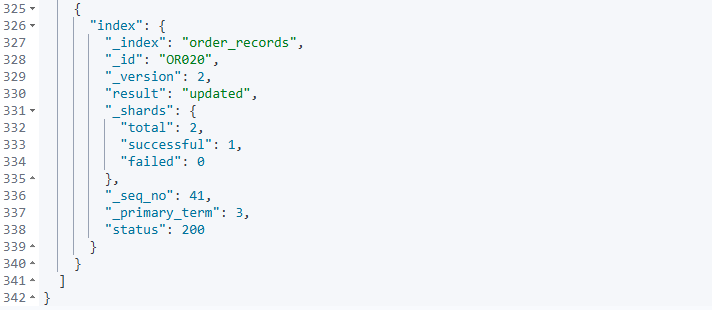 325 {
326 "index": {
327 "_index": "order_records",
328 "_id": "OR020",
329 "_version": 2,
330 "result": "updated",
331 "_shards": {
332 "total": 2,
333 "successful": 1,
334 "failed": 0
335 },
336 "_seq_no": 41,
337 "_primary_term": 3,
338 "status": 200
339 }
340 }
341 ]
342 }